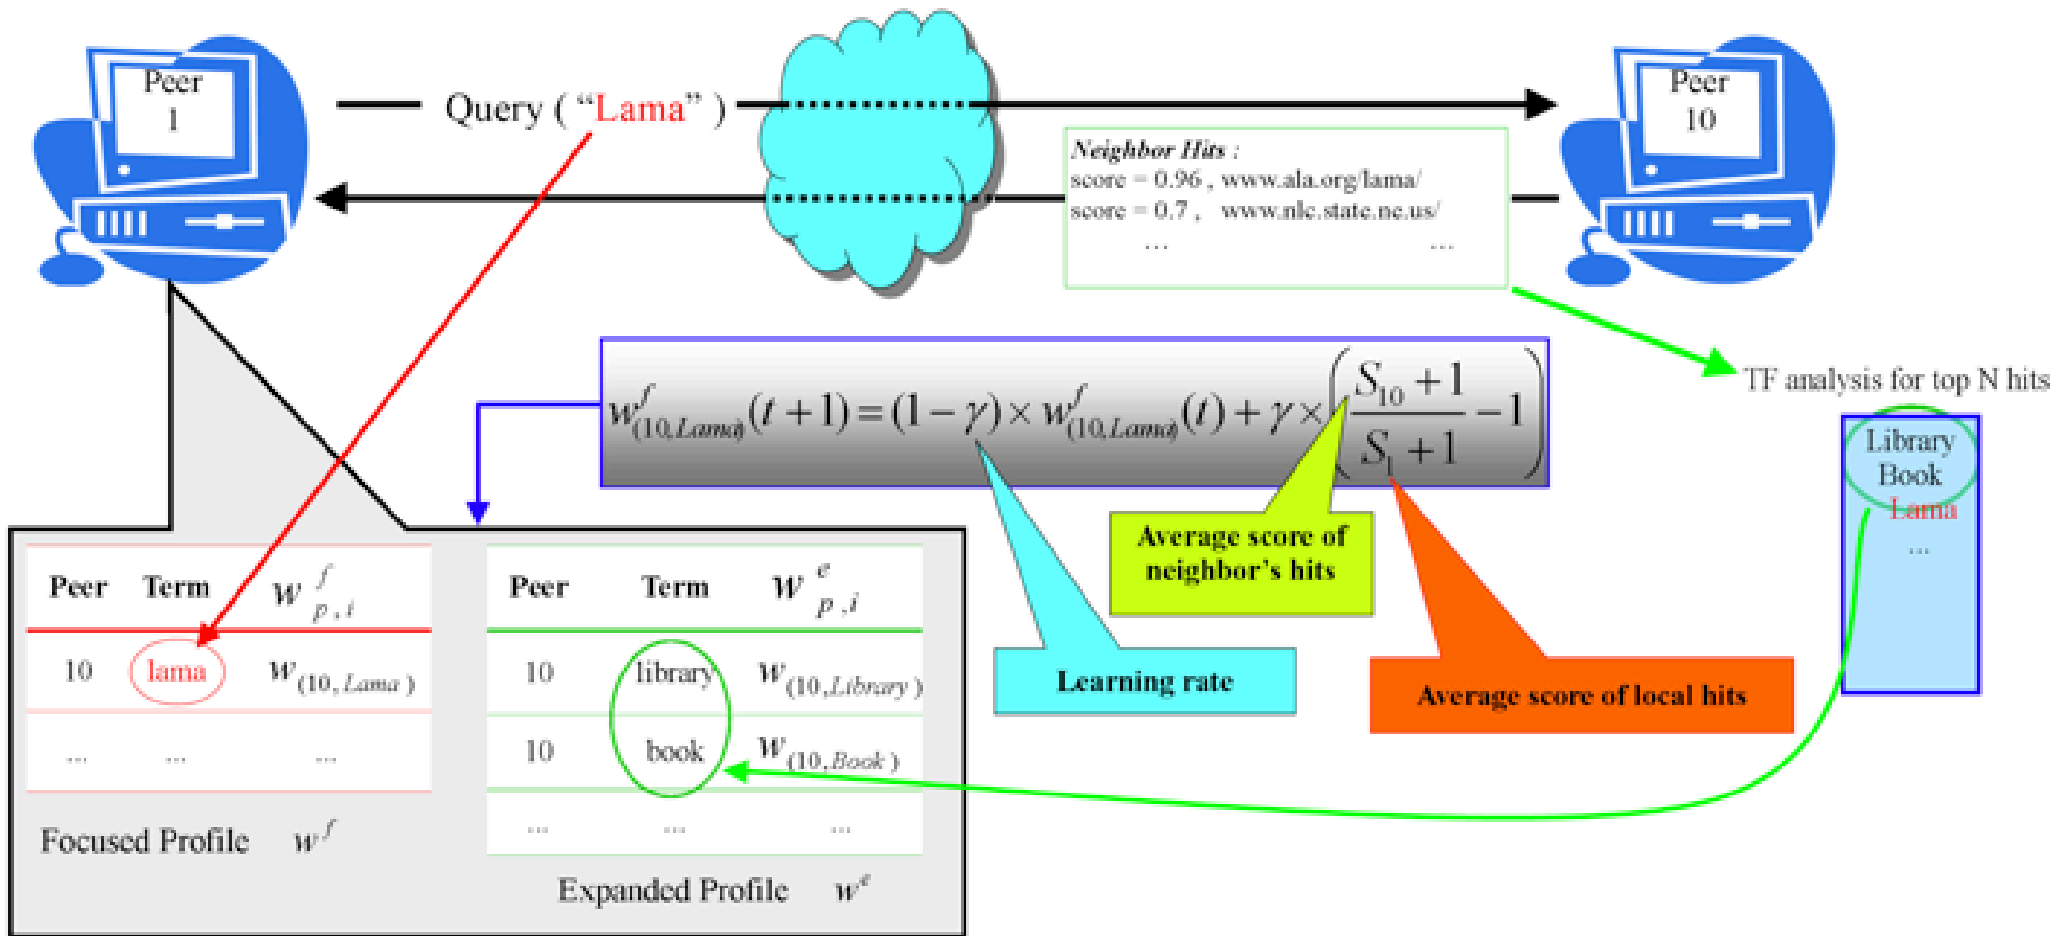 Peer
1
Query ( “Lama” )
Peer
10
Neighbor Hits :
score = 0.96 , www.ala.org/lama/
score = 0.7 , www.nlc.state.ne.us/
... ...
w^f_(10,Lama)(t+1) = (1−γ)× w^f_(10,Lama)(t) + γ × ( (S_10 +1)/(S_1 +1) − 1 )
TF analysis for top N hits
Library
Book
Lama
...
Average score of
neighbor’s hits
Learning rate
Average score of local hits
Peer Term w^f_p,i
10 lama w_(10,Lama)
... ... ...
Focused Profile w^f
Peer Term w^e_p,i
10 library w_(10,Library)
10 book w_(10,Book)
... ... ...
Expanded Profile w^e